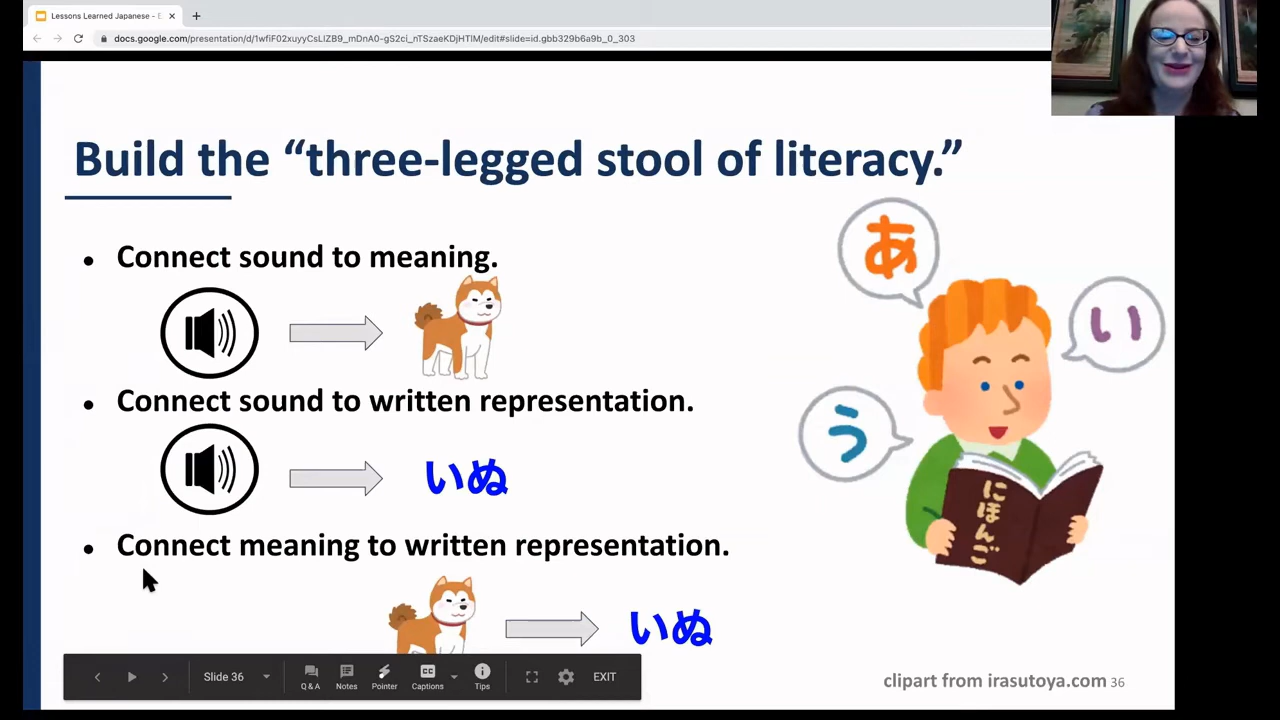 Lessons Learned Japanese - E
docs.google.com/presentation/d/1wfiF02xuyyCsLIZB9_mDnA0-gS2ci_nTSzaeKDjHTIM/edit#slide=id.gbb329b6a9b_0_303
Build the “three-legged stool of literacy.”
● Connect sound to meaning.
● Connect sound to written representation.
いぬ
● Connect meaning to written representation.
いぬ
あ
い
う
にほんご
Slide 36
Q & A
Notes
Pointer
CC
Captions
Tips
EXIT
clipart from irasutoya.com 36